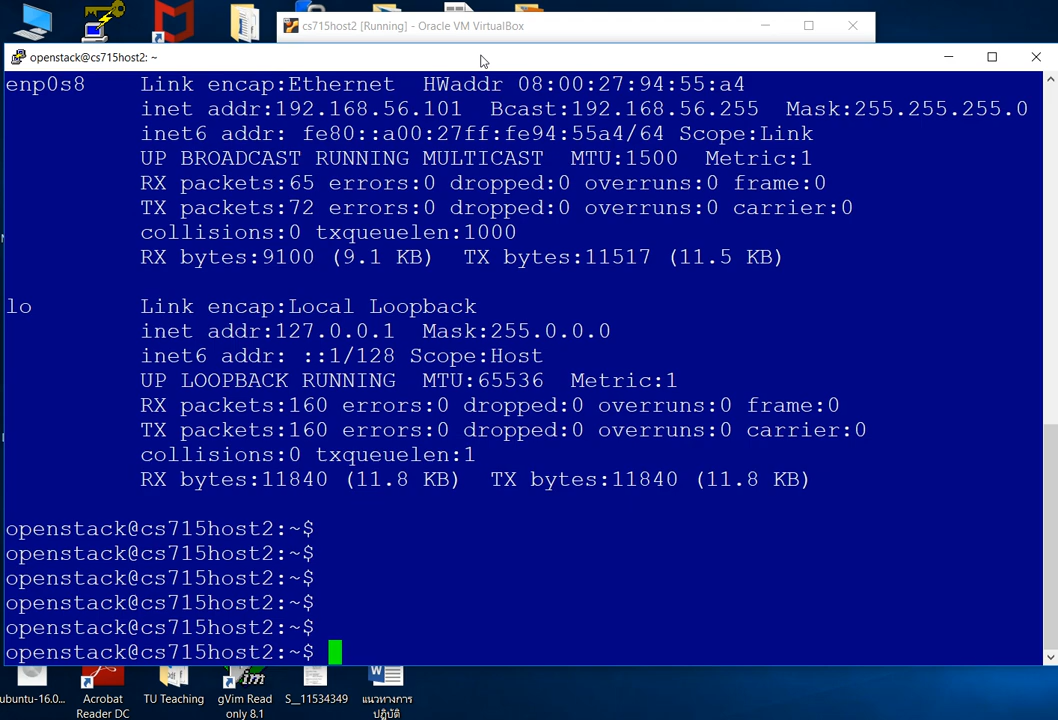 cs715host2 [Running] - Oracle VM VirtualBox
openstack@cs715host2: ~
enp0s8 Link encap:Ethernet HWaddr 08:00:27:94:55:a4
inet addr:192.168.56.101 Bcast:192.168.56.255 Mask:255.255.255.0
inet6 addr: fe80::a00:27ff:fe94:55a4/64 Scope:Link
UP BROADCAST RUNNING MULTICAST MTU:1500 Metric:1
RX packets:65 errors:0 dropped:0 overruns:0 frame:0
TX packets:72 errors:0 dropped:0 overruns:0 carrier:0
collisions:0 txqueuelen:1000
RX bytes:9100 (9.1 KB) TX bytes:11517 (11.5 KB)
lo Link encap:Local Loopback
inet addr:127.0.0.1 Mask:255.0.0.0
inet6 addr: ::1/128 Scope:Host
UP LOOPBACK RUNNING MTU:65536 Metric:1
RX packets:160 errors:0 dropped:0 overruns:0 frame:0
TX packets:160 errors:0 dropped:0 overruns:0 carrier:0
collisions:0 txqueuelen:1
RX bytes:11840 (11.8 KB) TX bytes:11840 (11.8 KB)
openstack@cs715host2:~$
openstack@cs715host2:~$
openstack@cs715host2:~$
openstack@cs715host2:~$
openstack@cs715host2:~$
openstack@cs715host2:~$
ubuntu-16.0... Acrobat TU Teaching gVim Read S__11534349 แนวทางการ
Reader DC only 8.1 ปฏิบัติ